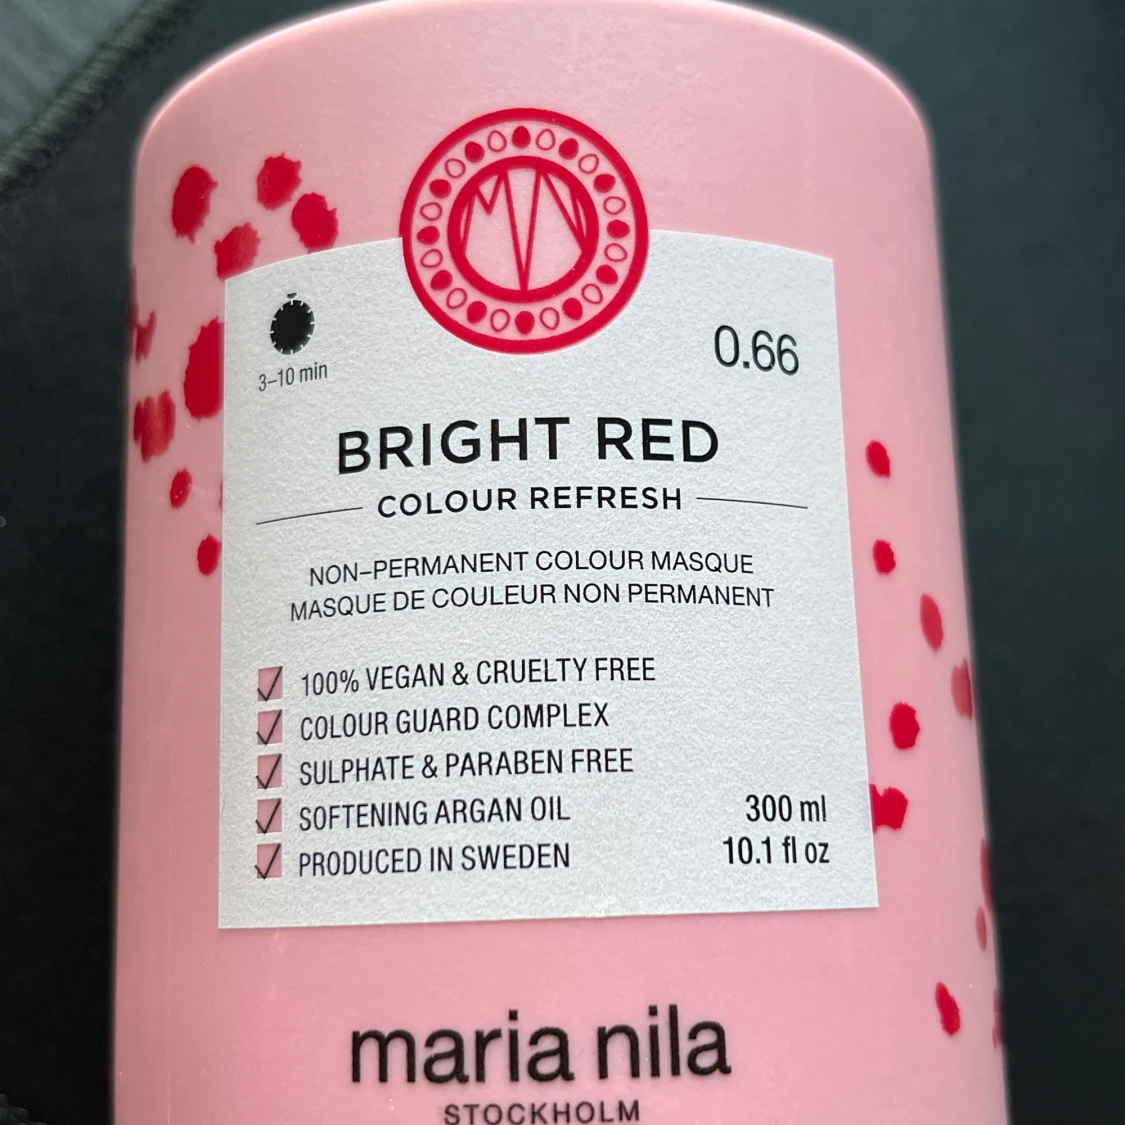 3–10 min
0.66
BRIGHT RED
COLOUR REFRESH
NON–PERMANENT COLOUR MASQUE
MASQUE DE COULEUR NON PERMANENT
100% VEGAN & CRUELTY FREE
COLOUR GUARD COMPLEX
SULPHATE & PARABEN FREE
SOFTENING ARGAN OIL
300 ml
PRODUCED IN SWEDEN
10.1 fl oz
maria nila
STOCKHOLM